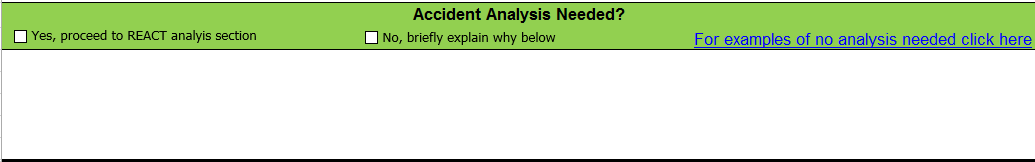 Accident Analysis Needed?
Yes, proceed to REACT analyis section No, briefly explain why below For examples of no analysis needed click here